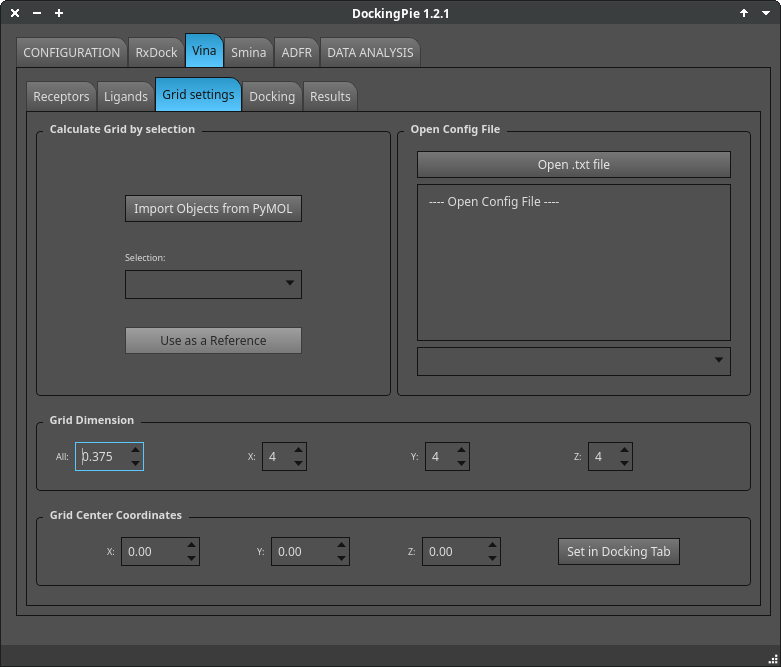 DockingPie 1.2.1
CONFIGURATION RxDock Vina Smina ADFR DATA ANALYSIS
Receptors Ligands Grid settings Docking Results
Calculate Grid by selection
Import Objects from PyMOL
Selection:
Use as a Reference
Open Config File
Open .txt file
---- Open Config File ----
Grid Dimension
All: 0.375 X: 4 Y: 4 Z: 4
Grid Center Coordinates
X: 0.00 Y: 0.00 Z: 0.00 Set in Docking Tab